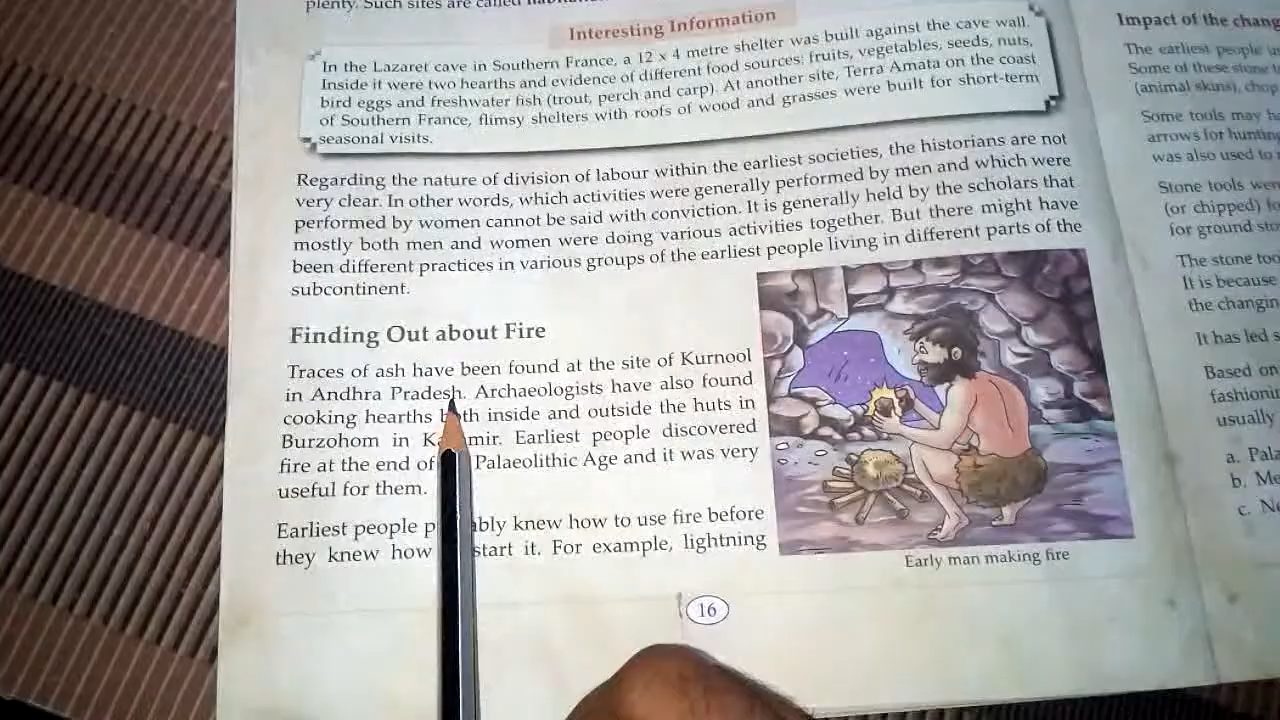 plenty. Such sites are called
Interesting Information
In the Lazaret cave in Southern France, a 12 x 4 metre shelter was built against the cave wall.
Inside it were two hearths and evidence of different food sources: fruits, vegetables, seeds, nuts,
bird eggs and freshwater fish (trout, perch and carp). At another site, Terra Amata on the coast
of Southern France, flimsy shelters with roofs of wood and grasses were built for short-term
seasonal visits.
Regarding the nature of division of labour within the earliest societies, the historians are not
very clear. In other words, which activities were generally performed by men and which were
performed by women cannot be said with conviction. It is generally held by the scholars that
mostly both men and women were doing various activities together. But there might have
been different practices in various groups of the earliest people living in different parts of the
subcontinent.
Finding Out about Fire
Traces of ash have been found at the site of Kurnool
in Andhra Pradesh. Archaeologists have also found
cooking hearths both inside and outside the huts in
Burzohom in K mir. Earliest people discovered
fire at the end of Palaeolithic Age and it was very
useful for them.
Earliest people p ably knew how to use fire before
they knew how start it. For example, lightning
Early man making fire
16
Impact of the chang
The earliest people
Some of these stone
(animal skins), chop
Some tools may
arrows for hunting
was also used to
Stone tools wer
(or chipped)
for ground sto
The stone too
It is because
the changin
It has led s
Based on
fashioni
usually
a. Pala
b. Me
c. Ne